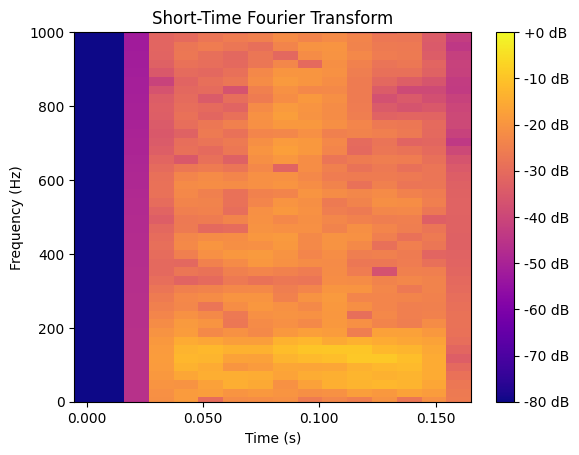 Short-Time Fourier Transform
1000
800
600
400
200
0
Frequency (Hz)
0.000
0.050
0.100
0.150
Time (s)
+0 dB
-10 dB
-20 dB
-30 dB
-40 dB
-50 dB
-60 dB
-70 dB
-80 dB